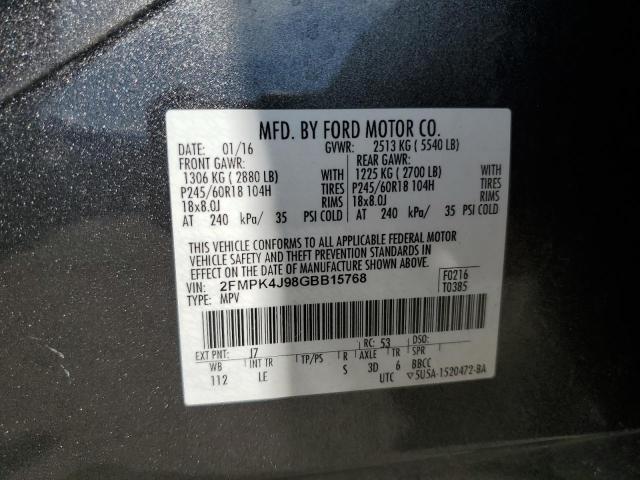 MFD. BY FORD MOTOR CO.
DATE: 01/16 GVWR: 2513 KG ( 5540 LB)
FRONT GAWR: REAR GAWR:
1306 KG ( 2880 LB) WITH 1225 KG ( 2700 LB) WITH
P245/60R18 104H TIRES P245/60R18 104H TIRES
18x8.0J RIMS 18x8.0J RIMS
AT 240 kPa/ 35 PSI COLD AT 240 kPa/ 35 PSI COLD
THIS VEHICLE CONFORMS TO ALL APPLICABLE FEDERAL MOTOR
VEHICLE SAFETY AND THEFT PREVENTION STANDARDS IN
EFFECT ON THE DATE OF MANUFACTURE SHOWN ABOVE.
VIN: 2FMPK4J98GBB15768 F0216
TYPE: MPV T0385
EXT PNT: J7 RC: 53 DSO:
WB INT TR TP/PS R AXLE TR SPR
112 LE S 3D 6 BBCC
UTC ▽5U5A-1520472-BA